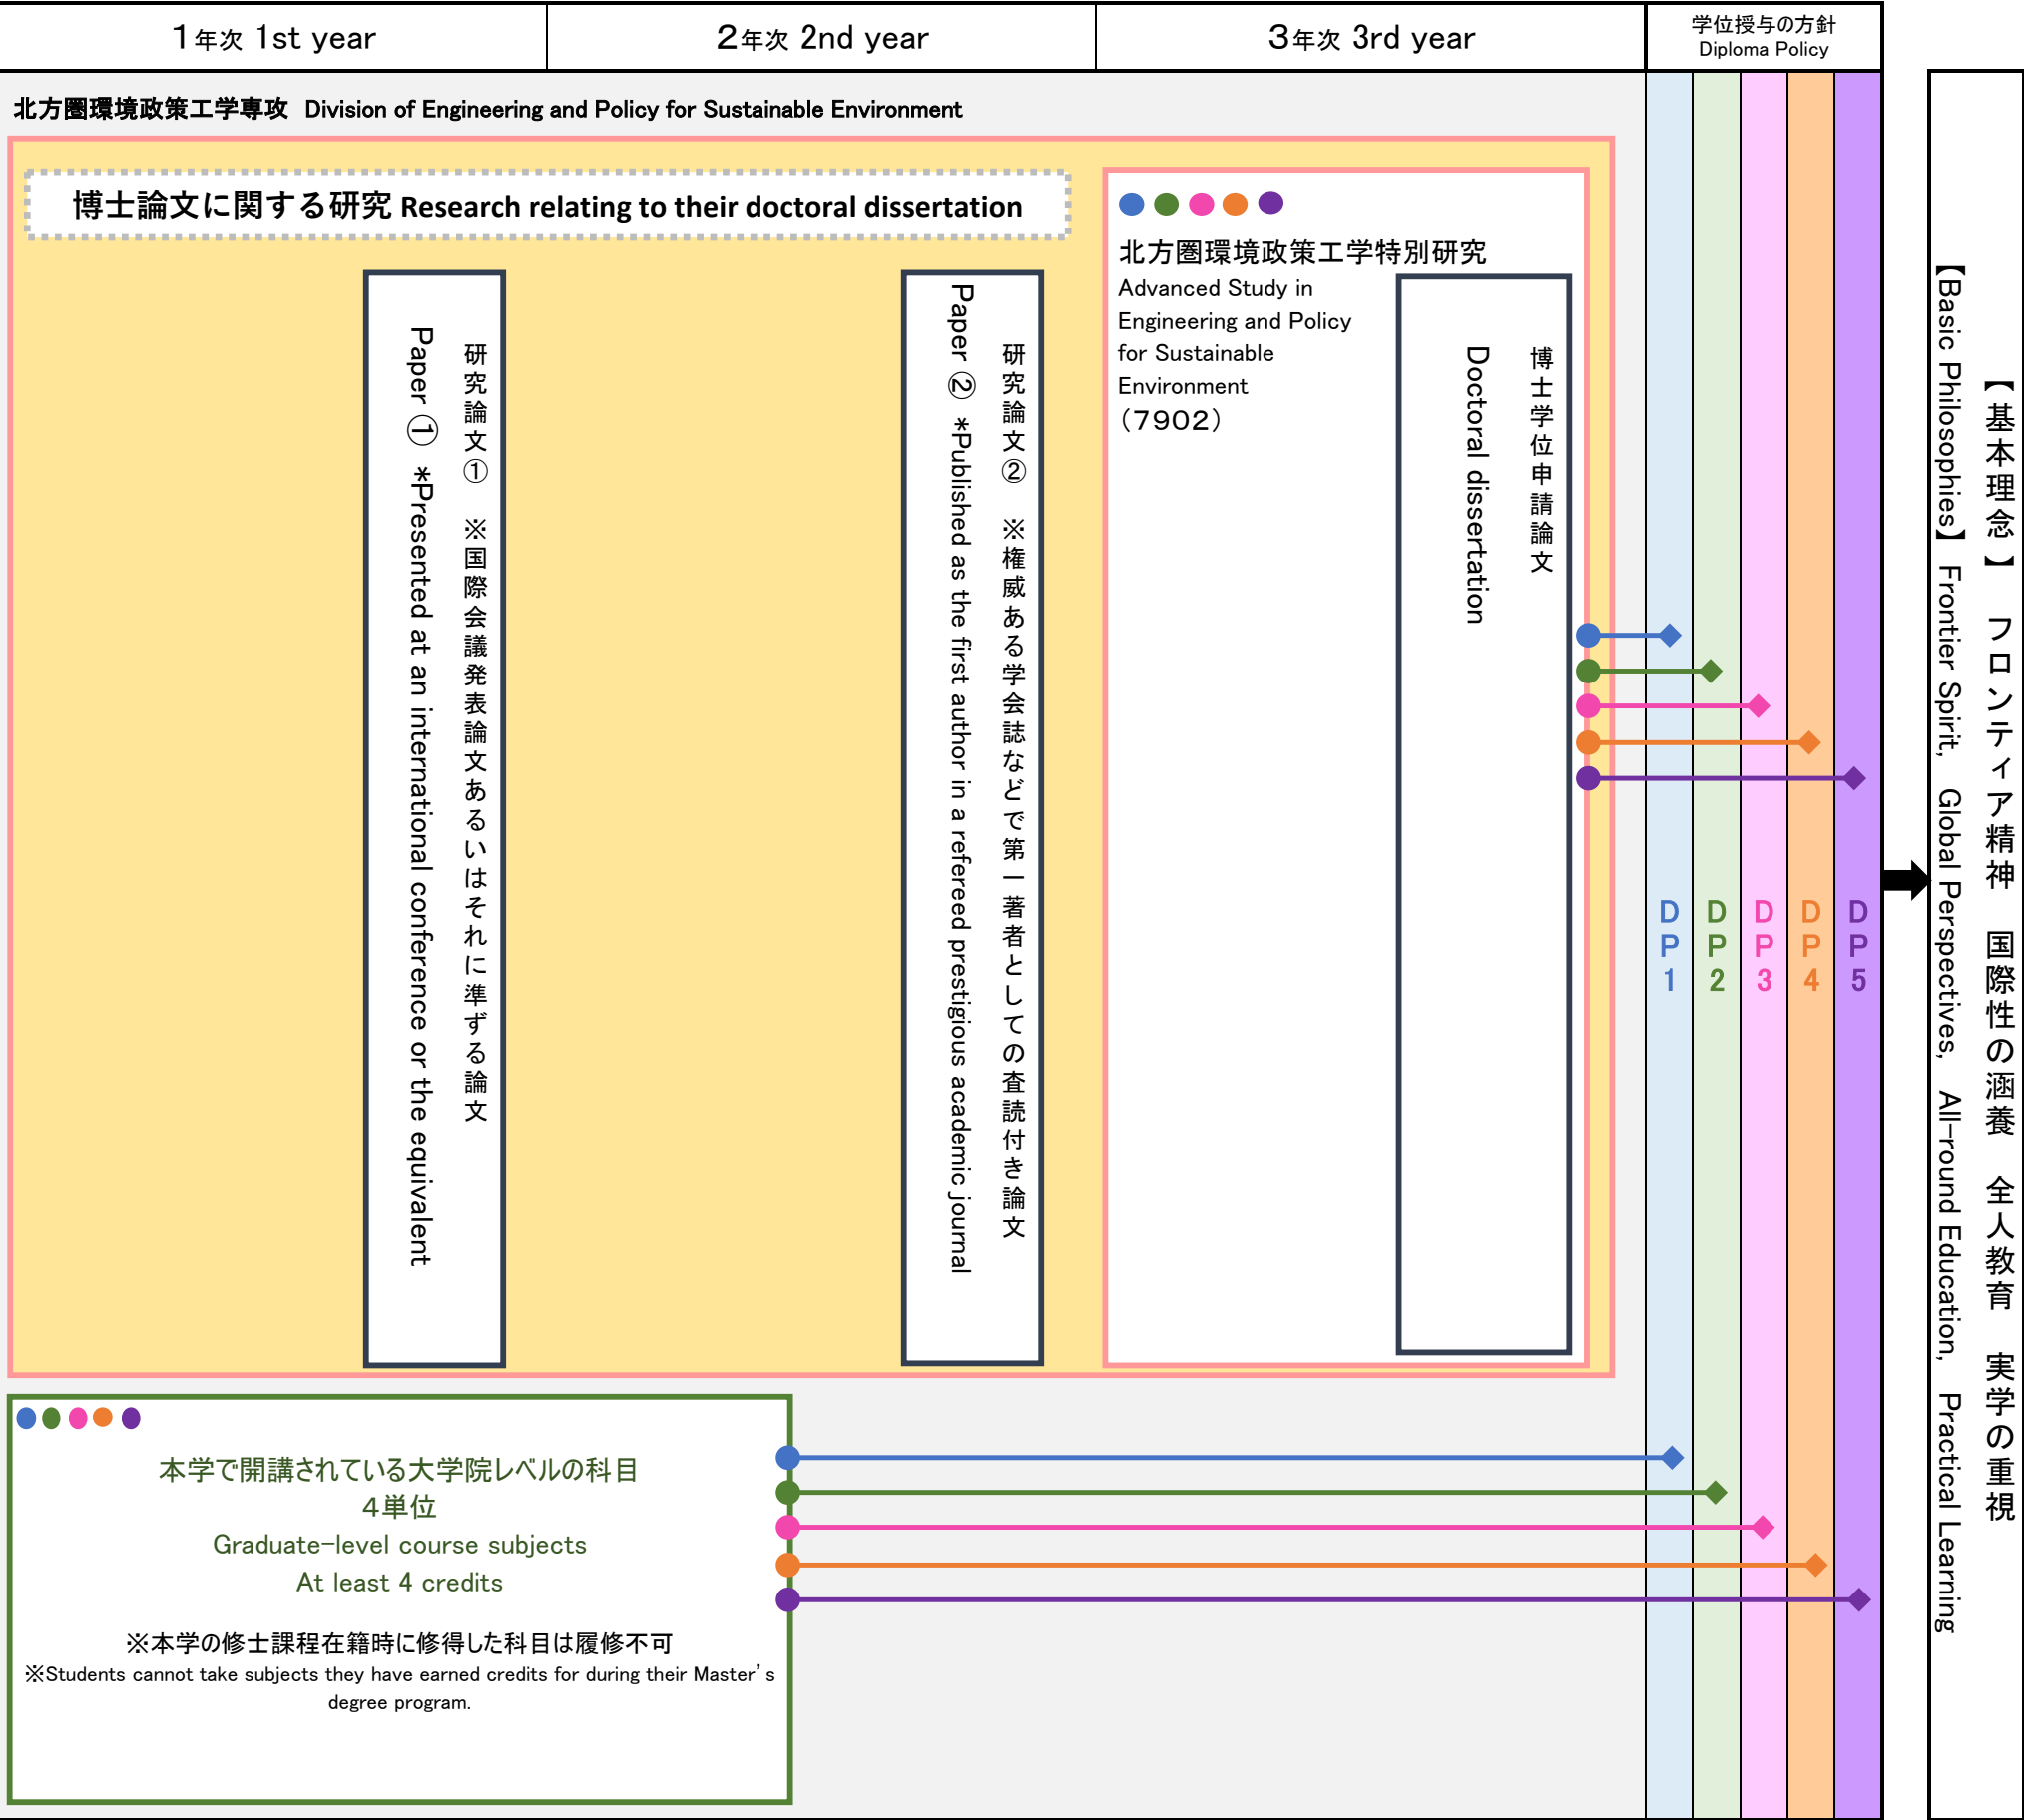 1年次 1st year
2年次 2nd year
3年次 3rd year
学位授与の方針
Diploma Policy
北方圏環境政策工学専攻 Division of Engineering and Policy for Sustainable Environment
博士論文に関する研究 Research relating to their doctoral dissertation
研究論文① ※国際会議発表論文あるいはそれに準ずる論文
Paper ① *Presented at an international conference or the equivalent
研究論文② ※権威ある学会誌などで第一著者としての査読付き論文
Paper ② *Published as the first author in a refereed prestigious academic journal
北方圏環境政策工学特別研究
Advanced Study in
Engineering and Policy
for Sustainable
Environment
（7902）
博士学位申請論文
Doctoral dissertation
DP1
DP2
DP3
DP4
DP5
【基本理念】 フロンティア精神 国際性の涵養 全人教育 実学の重視
【Basic Philosophies】 Frontier Spirit, Global Perspectives, All-round Education, Practical Learning
本学で開講されている大学院レベルの科目
4単位
Graduate-level course subjects
At least 4 credits
※本学の修士課程在籍時に修得した科目は履修不可
※Students cannot take subjects they have earned credits for during their Master's
degree program.